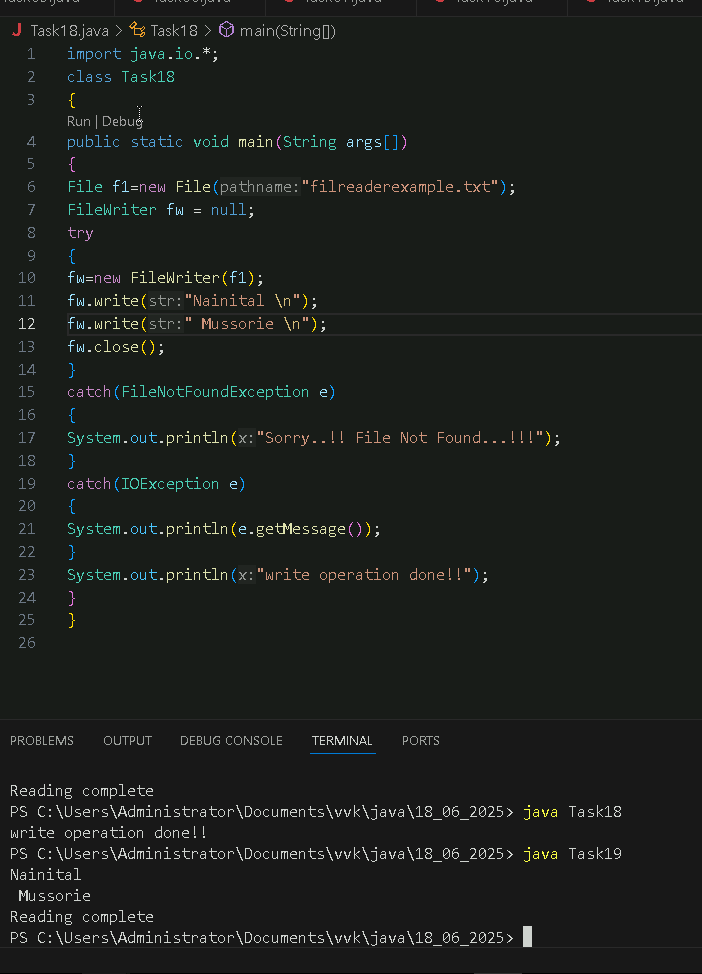 Task18.java > Task18 > main(String[])
1 import java.io.*;
2 class Task18
3 {
Run | Debug
4 public static void main(String args[])
5 {
6 File f1=new File(pathname:"filreaderexample.txt");
7 FileWriter fw = null;
8 try
9 {
10 fw=new FileWriter(f1);
11 fw.write(str:"Nainital \n");
12 fw.write(str:" Mussorie \n");
13 fw.close();
14 }
15 catch(FileNotFoundException e)
16 {
17 System.out.println(x:"Sorry..!! File Not Found...!!!");
18 }
19 catch(IOException e)
20 {
21 System.out.println(e.getMessage());
22 }
23 System.out.println(x:"write operation done!!");
24 }
25 }
26
PROBLEMS OUTPUT DEBUG CONSOLE TERMINAL PORTS
Reading complete
PS C:\Users\Administrator\Documents\vvk\java\18_06_2025> java Task18
write operation done!!
PS C:\Users\Administrator\Documents\vvk\java\18_06_2025> java Task19
Nainital
 Mussorie
Reading complete
PS C:\Users\Administrator\Documents\vvk\java\18_06_2025>